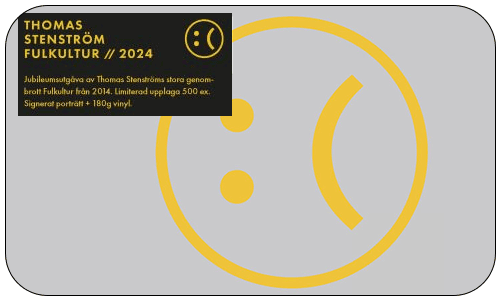 THOMAS
STENSTRÖM
FULKULTUR // 2024
Jubileumsutgåva av Thomas Stenströms stora genom-
brott Fulkultur från 2014. Limiterad upplaga 500 ex.
Signerat porträtt + 180g vinyl.